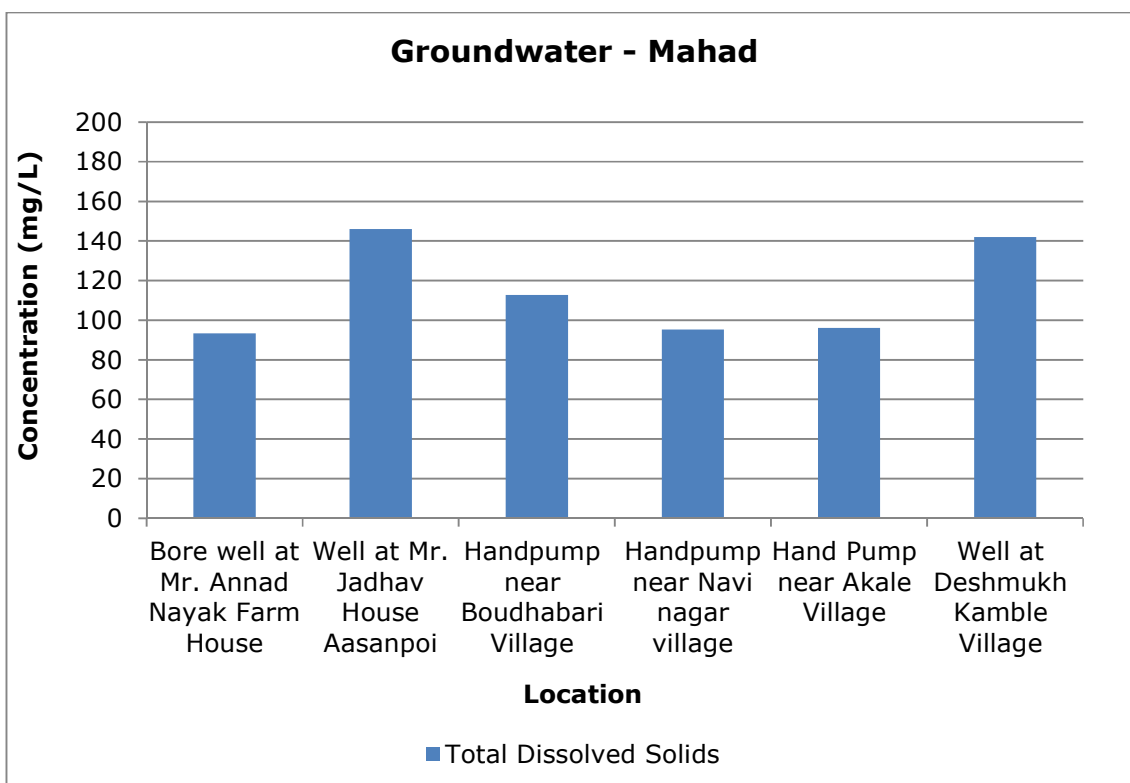 Groundwater - Mahad
Concentration (mg/L)
200
180
160
140
120
100
80
60
40
20
0
Bore well at
Mr. Annad
Nayak Farm
House
Well at Mr.
Jadhav
House
Aasanpoi
Handpump
near
Boudhabari
Village
Handpump
near Navi
nagar
village
Hand Pump
near Akale
Village
Well at
Deshmukh
Kamble
Village
Location
Total Dissolved Solids